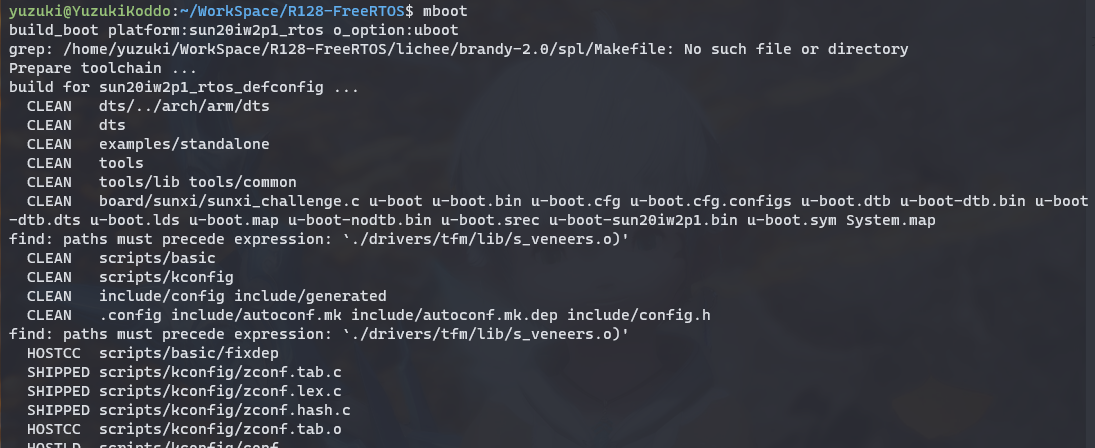 yuzuki@YuzukiKoddo:~/WorkSpace/R128-FreeRTOS$ mboot
build_boot platform:sun20iw2p1_rtos o_option:uboot
grep: /home/yuzuki/WorkSpace/R128-FreeRTOS/lichee/brandy-2.0/spl/Makefile: No such file or directory
Prepare toolchain ...
build for sun20iw2p1_rtos_defconfig ...
  CLEAN   dts/../arch/arm/dts
  CLEAN   dts
  CLEAN   examples/standalone
  CLEAN   tools
  CLEAN   tools/lib tools/common
  CLEAN   board/sunxi/sunxi_challenge.c u-boot u-boot.bin u-boot.cfg u-boot.cfg.configs u-boot.dtb u-boot-dtb.bin u-boot
-dtb.dts u-boot.lds u-boot.map u-boot-nodtb.bin u-boot.srec u-boot-sun20iw2p1.bin u-boot.sym System.map
find: paths must precede expression: `./drivers/tfm/lib/s_veneers.o)'
  CLEAN   scripts/basic
  CLEAN   scripts/kconfig
  CLEAN   include/config include/generated
  CLEAN   .config include/autoconf.mk include/autoconf.mk.dep include/config.h
find: paths must precede expression: `./drivers/tfm/lib/s_veneers.o)'
  HOSTCC  scripts/basic/fixdep
  SHIPPED scripts/kconfig/zconf.tab.c
  SHIPPED scripts/kconfig/zconf.lex.c
  SHIPPED scripts/kconfig/zconf.hash.c
  HOSTCC  scripts/kconfig/zconf.tab.o
  HOSTLD  scripts/kconfig/conf